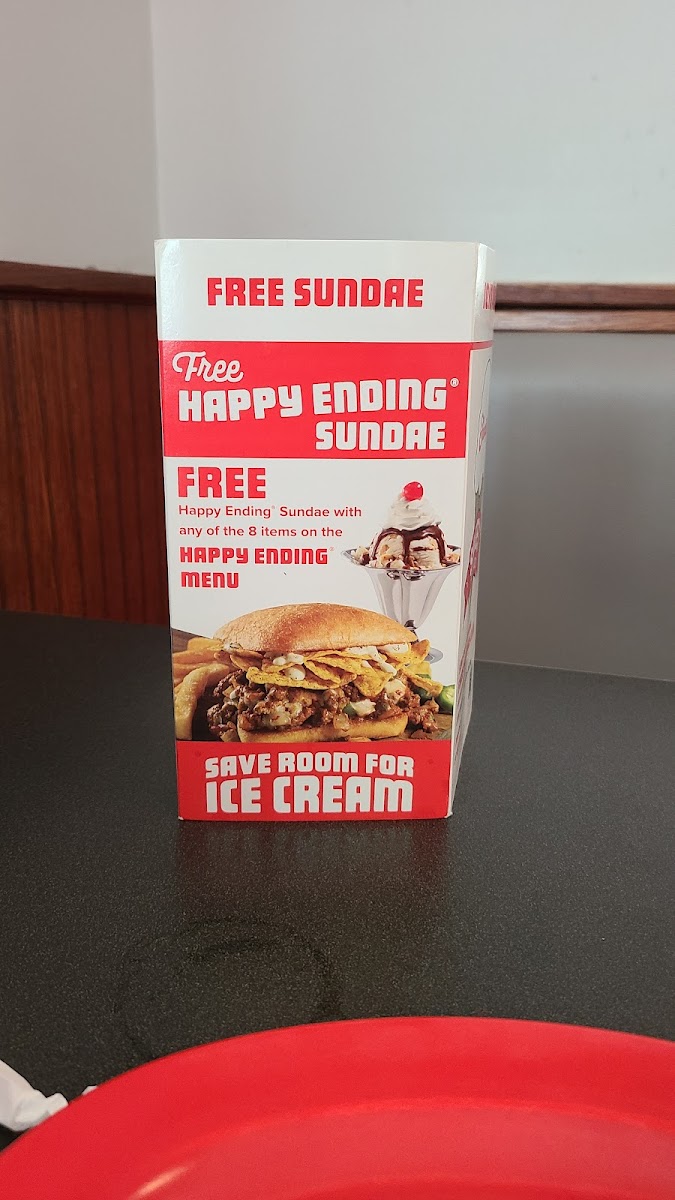 FREE SUNDAE
Free
HAPPY ENDING®
SUNDAE
FREE
Happy Ending® Sundae with
any of the 8 items on the
HAPPY ENDING®
MENU
SAVE ROOM FOR
ICE CREAM